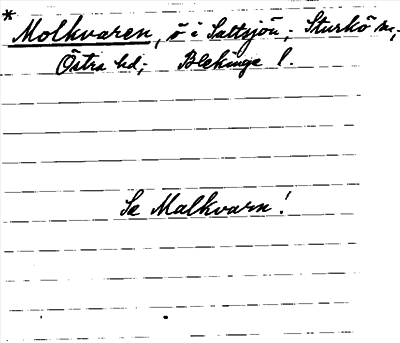 * Molkvaren, ö i Saltsjön; Sturkö sn;
Östra hd; Blekinge l.
Se Malkvarn!